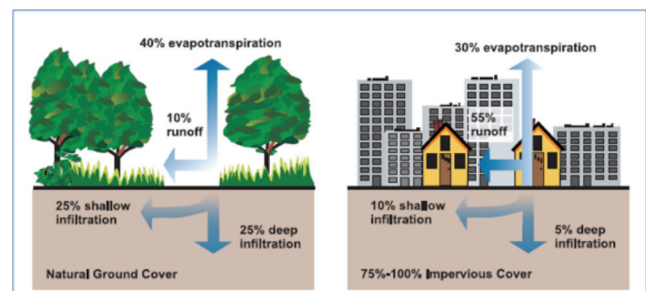 40% evapotranspiration
10%
runoff
25% shallow
infiltration
25% deep
infiltration
Natural Ground Cover
30% evapotranspiration
55%
runoff
10% shallow
infiltration
5% deep
infiltration
75%-100% Impervious Cover